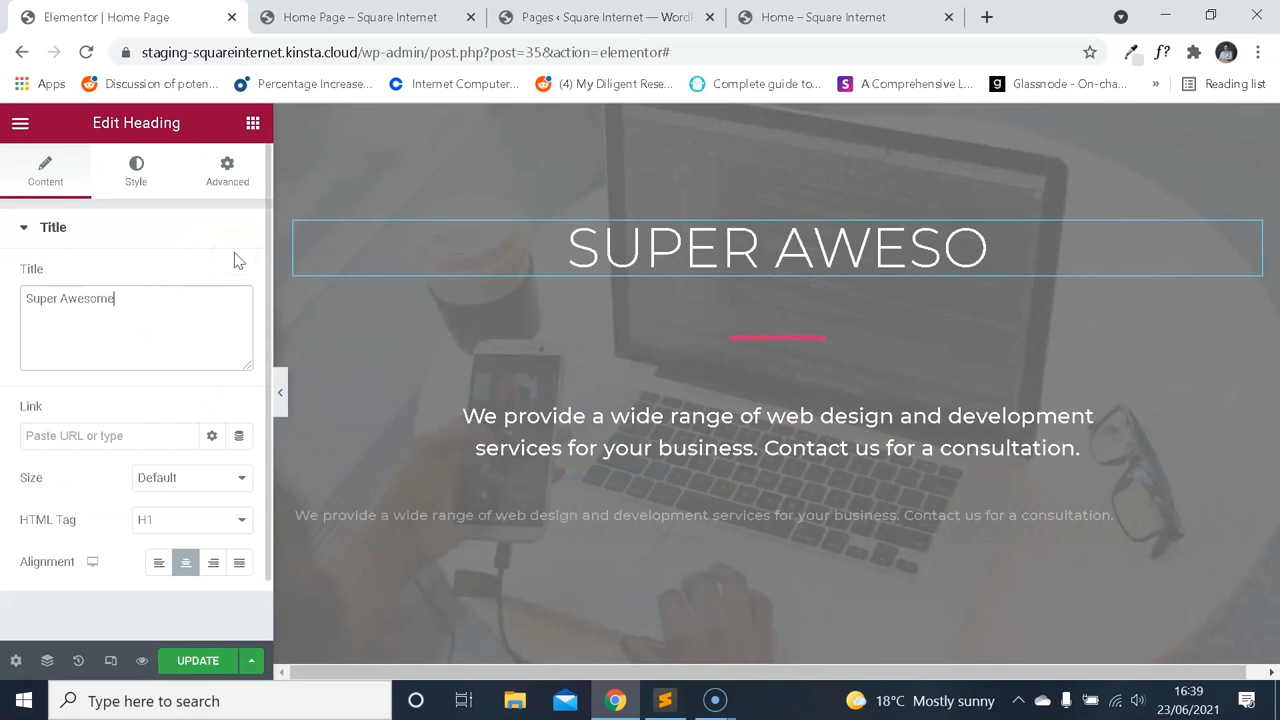 Elementor | Home Page
Home Page – Square Internet
Pages ‹ Square Internet — WordP
Home – Square Internet
staging-squareinternet.kinsta.cloud/wp-admin/post.php?post=35&action=elementor#
f?
Apps
Discussion of poten...
Percentage Increase...
Internet Computer...
(4) My Diligent Rese...
Complete guide to...
A Comprehensive L...
Glassnode - On-cha...
»
Reading list
Edit Heading
Content
Style
Advanced
Title
Title
Super Awesome
Link
Paste URL or type
Size
Default
HTML Tag
H1
Alignment
UPDATE
SUPER AWESO
We provide a wide range of web design and development
services for your business. Contact us for a consultation.
We provide a wide range of web design and development services for your business. Contact us for a consultation.
Type here to search
18°C Mostly sunny
16:39
23/06/2021